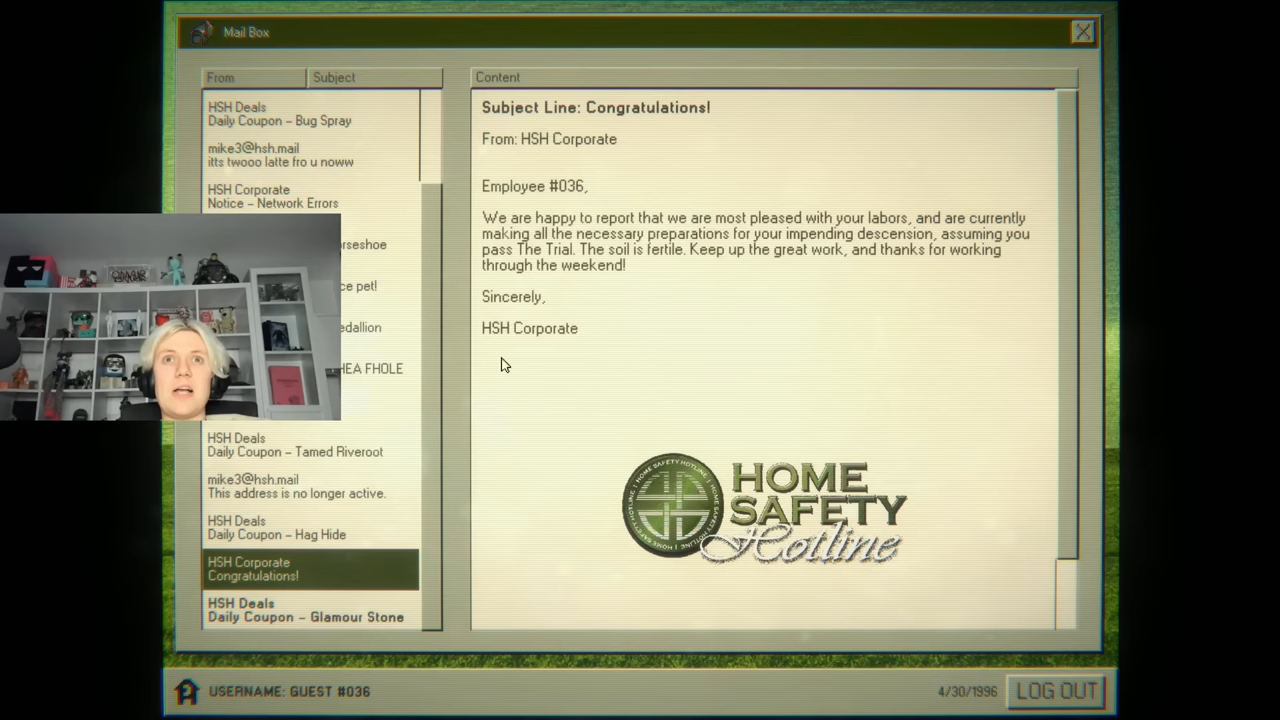 Mail Box
From
Subject
Content
HSH Deals
Daily Coupon – Bug Spray
mike3@hsh.mail
itts twooo latte fro u noww
HSH Corporate
Notice – Network Errors
orseshoe
ce pet!
edallion
HEA FHOLE
HSH Deals
Daily Coupon – Tamed Riveroot
mike3@hsh.mail
This address is no longer active.
HSH Deals
Daily Coupon – Hag Hide
HSH Corporate
Congratulations!
HSH Deals
Daily Coupon – Glamour Stone
Subject Line: Congratulations!
From: HSH Corporate
Employee #036,
We are happy to report that we are most pleased with your labors, and are currently
making all the necessary preparations for your impending descension, assuming you
pass The Trial. The soil is fertile. Keep up the great work, and thanks for working
through the weekend!
Sincerely,
HSH Corporate
HOME
SAFETY
Hotline
USERNAME: GUEST #036
4/30/1996
LOG OUT